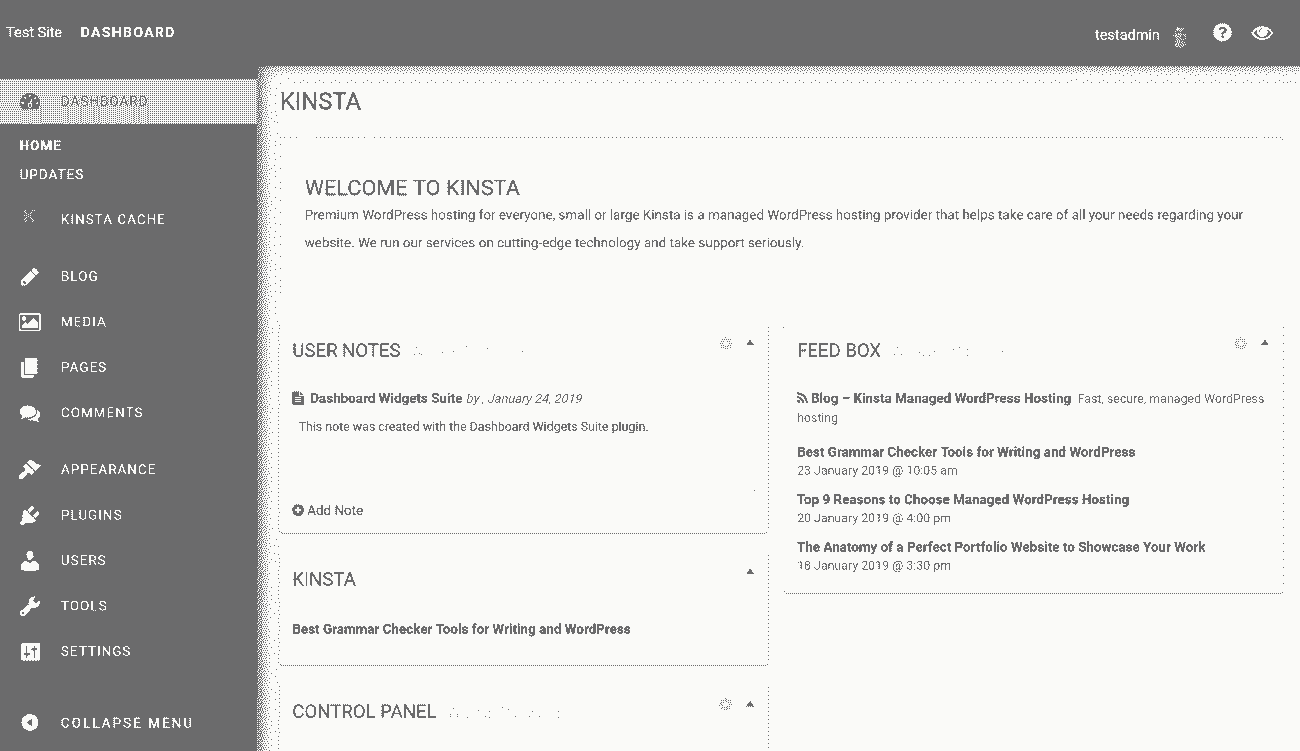 Test Site DASHBOARD
testadmin
DASHBOARD
HOME
UPDATES
KINSTA CACHE
BLOG
MEDIA
PAGES
COMMENTS
APPEARANCE
PLUGINS
USERS
TOOLS
SETTINGS
COLLAPSE MENU
KINSTA
WELCOME TO KINSTA
Premium WordPress hosting for everyone, small or large Kinsta is a managed WordPress hosting provider that helps take care of all your needs regarding your
website. We run our services on cutting-edge technology and take support seriously.
USER NOTES
Dashboard Widgets Suite by , January 24, 2019
This note was created with the Dashboard Widgets Suite plugin.
Add Note
KINSTA
Best Grammar Checker Tools for Writing and WordPress
CONTROL PANEL
FEED BOX
Blog – Kinsta Managed WordPress Hosting Fast, secure, managed WordPress
hosting
Best Grammar Checker Tools for Writing and WordPress
23 January 2019 @ 10:05 am
Top 9 Reasons to Choose Managed WordPress Hosting
20 January 2019 @ 4:00 pm
The Anatomy of a Perfect Portfolio Website to Showcase Your Work
18 January 2019 @ 3:30 pm